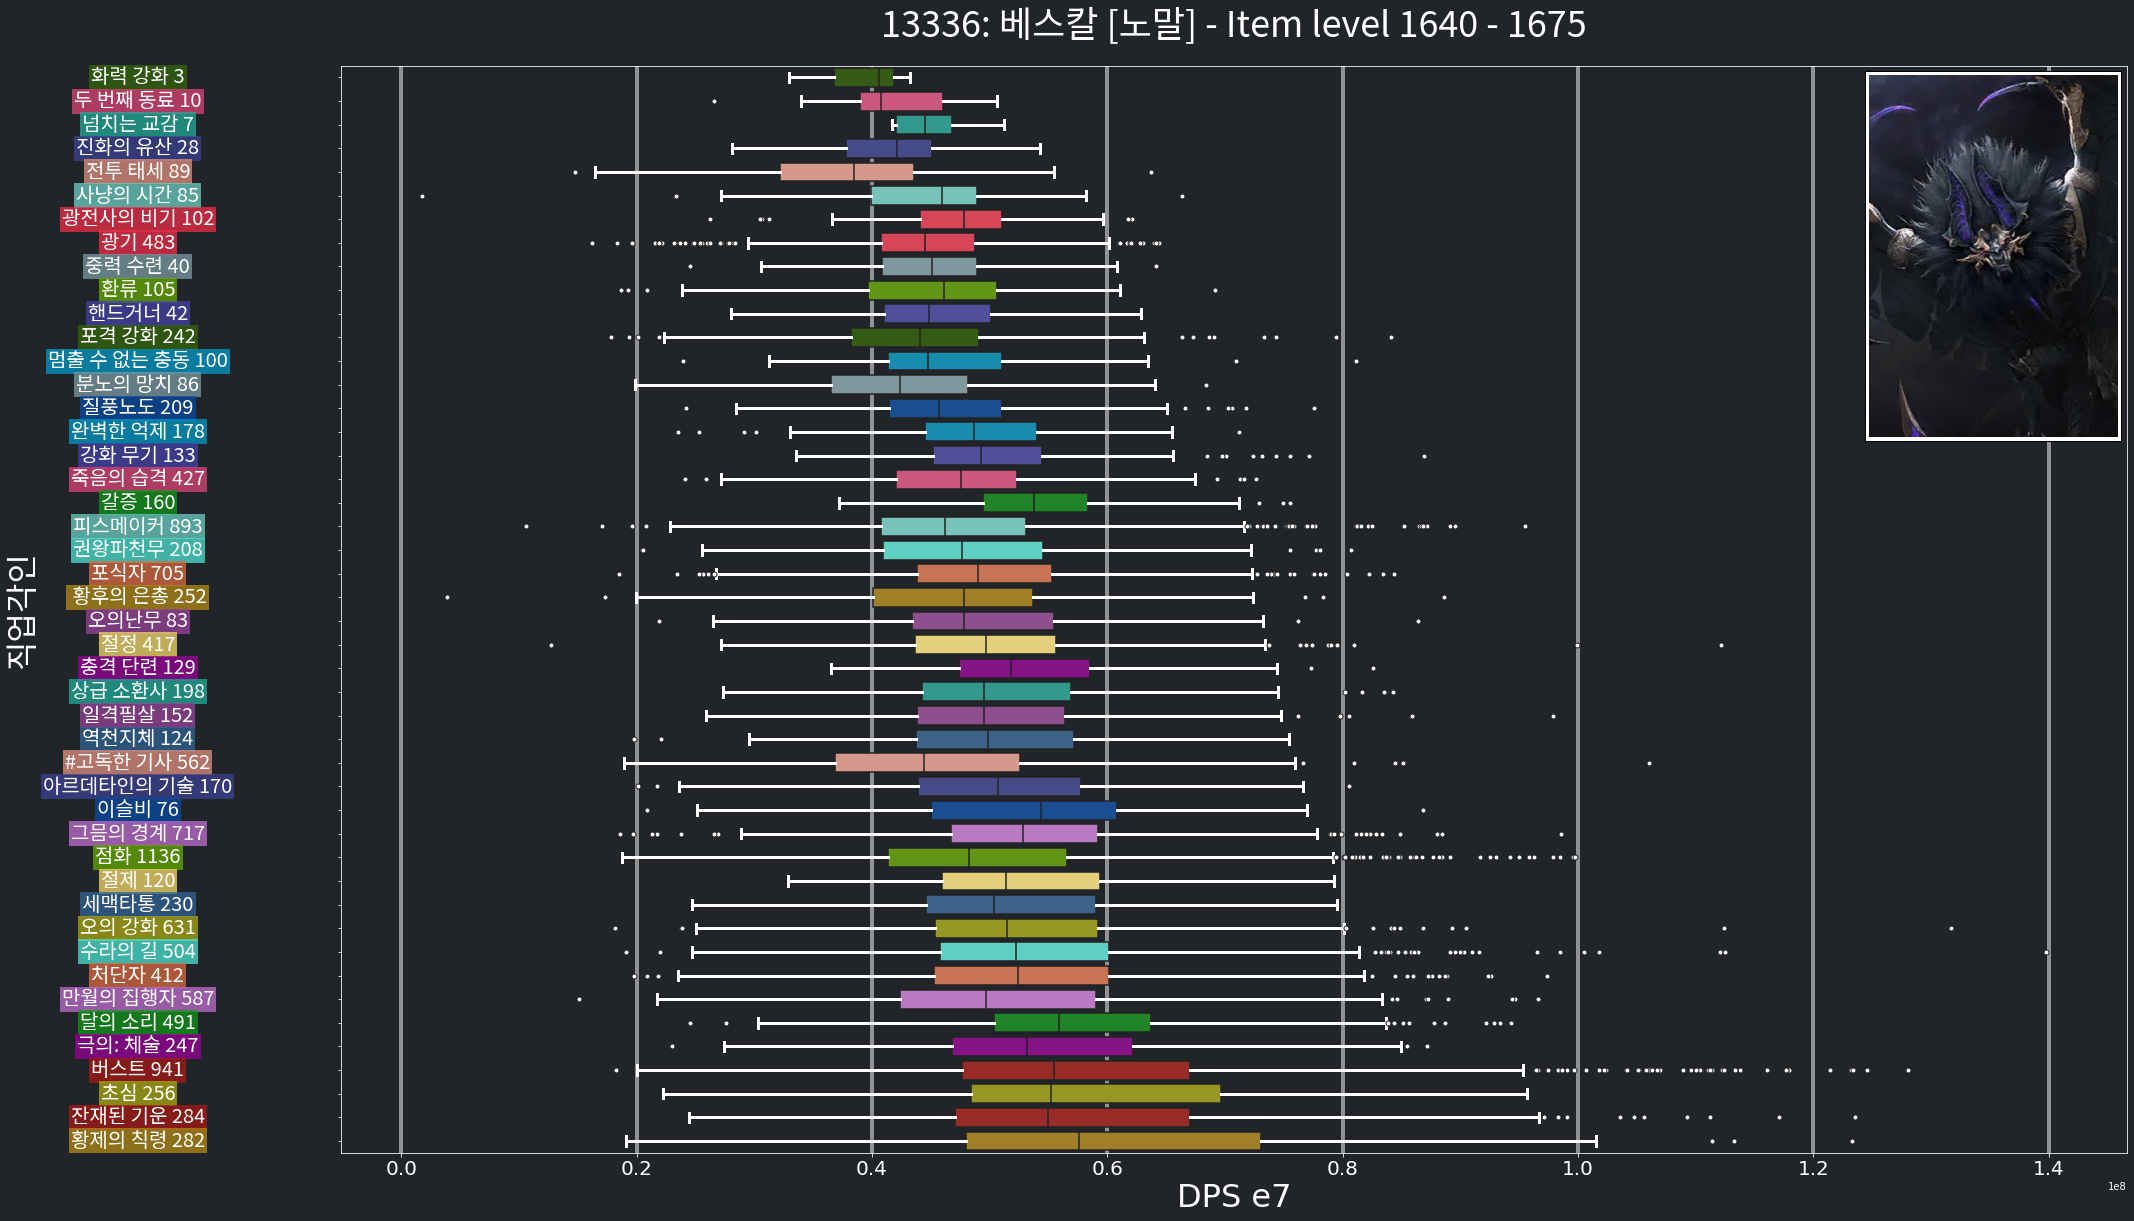 13336: 베스칼 [노말] - Item level 1640 - 1675
화력 강화 3
두 번째 동료 10
넘치는 교감 7
진화의 유산 28
전투 태세 89
사냥의 시간 85
광전사의 비기 102
광기 483
중력 수련 40
환류 105
핸드거너 42
포격 강화 242
멈출 수 없는 충동 100
분노의 망치 86
질풍노도 209
완벽한 억제 178
강화 무기 133
죽음의 습격 427
갈증 160
피스메이커 893
권왕파천무 208
포식자 705
황후의 은총 252
오의난무 83
절정 417
충격 단련 129
상급 소환사 198
일격필살 152
역천지체 124
#고독한 기사 562
아르데타인의 기술 170
이슬비 76
그믐의 경계 717
점화 1136
절제 120
세맥타통 230
오의 강화 631
수라의 길 504
처단자 412
만월의 집행자 587
달의 소리 491
극의: 체술 247
버스트 941
초심 256
잔재된 기운 284
황제의 칙령 282
직업각인
0.0 0.2 0.4 0.6 0.8 1.0 1.2 1.4
DPS e7
1e8